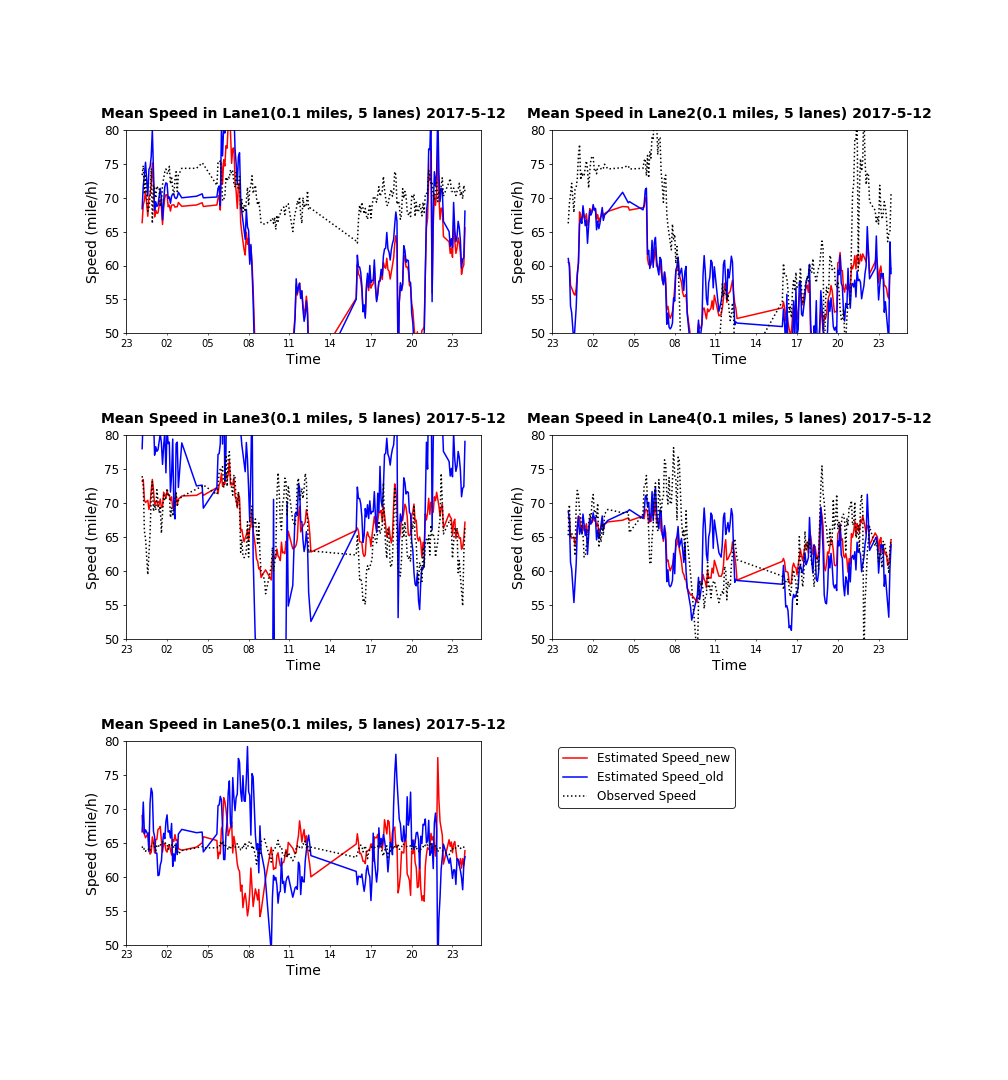 Mean Speed in Lane1(0.1 miles, 5 lanes) 2017-5-12
80
75
70
65
60
55
50
Speed (mile/h)
23 02 05 08 11 14 17 20 23
Time
Mean Speed in Lane2(0.1 miles, 5 lanes) 2017-5-12
80
75
70
65
60
55
50
Speed (mile/h)
23 02 05 08 11 14 17 20 23
Time
Mean Speed in Lane3(0.1 miles, 5 lanes) 2017-5-12
80
75
70
65
60
55
50
Speed (mile/h)
23 02 05 08 11 14 17 20 23
Time
Mean Speed in Lane4(0.1 miles, 5 lanes) 2017-5-12
80
75
70
65
60
55
50
Speed (mile/h)
23 02 05 08 11 14 17 20 23
Time
Mean Speed in Lane5(0.1 miles, 5 lanes) 2017-5-12
80
75
70
65
60
55
50
Speed (mile/h)
23 02 05 08 11 14 17 20 23
Time
Estimated Speed_new
Estimated Speed_old
Observed Speed